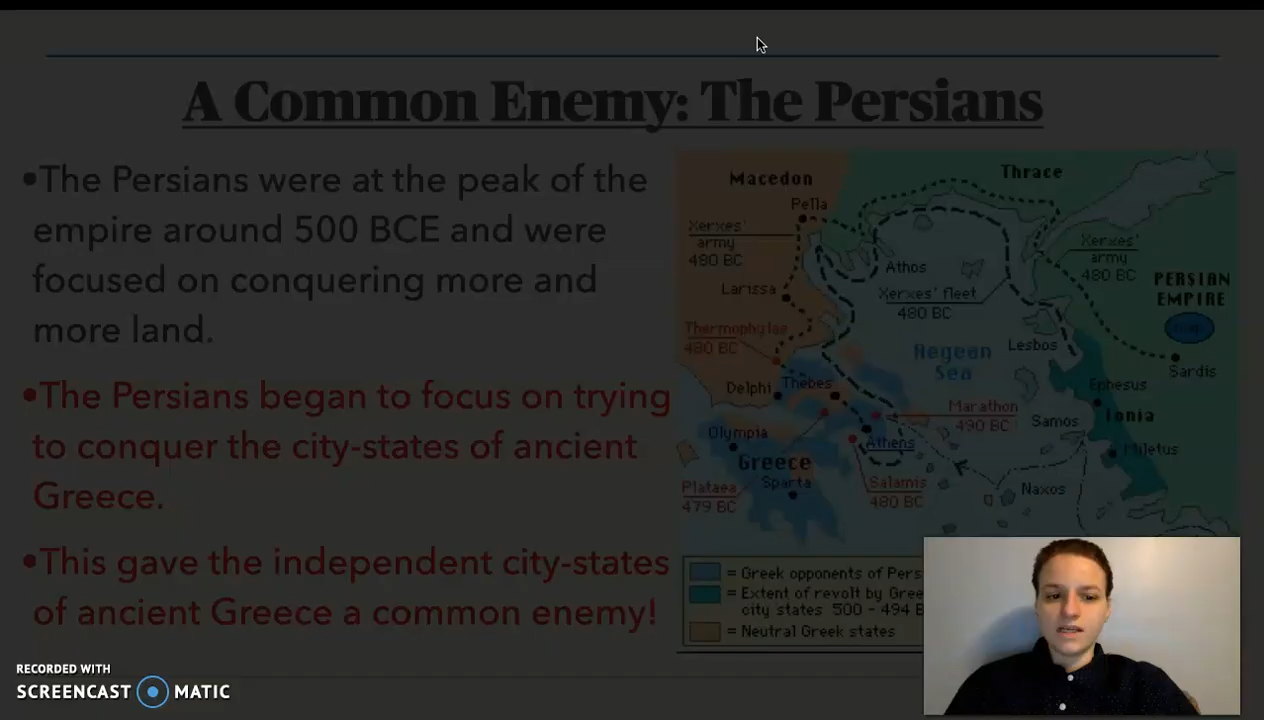 A Common Enemy: The Persians
•The Persians were at the peak of the
empire around 500 BCE and were
focused on conquering more and
more land.
•The Persians began to focus on trying
to conquer the city-states of ancient
Greece.
•This gave the independent city-states
of ancient Greece a common enemy!
Macedon
Thrace
Pella
Xerxes'
army
480 BC
Xerxes'
army
480 BC
Athos
PERSIAN
EMPIRE
Larissa
Xerxes' fleet
480 BC
Thermophylae
480 BC
Lesbos
Aegean
Sea
Sardis
Delphi
Thebes
Ephesus
Marathon
490 BC
Ionia
Samos
Olympia
Athens
Miletus
Greece
Sparta
Plataea
479 BC
Salamis
480 BC
Naxos
= Greek opponents of Pers
= Extent of revolt by Gree
city states 500 - 494 B
= Neutral Greek states
RECORDED WITH
SCREENCAST MATIC